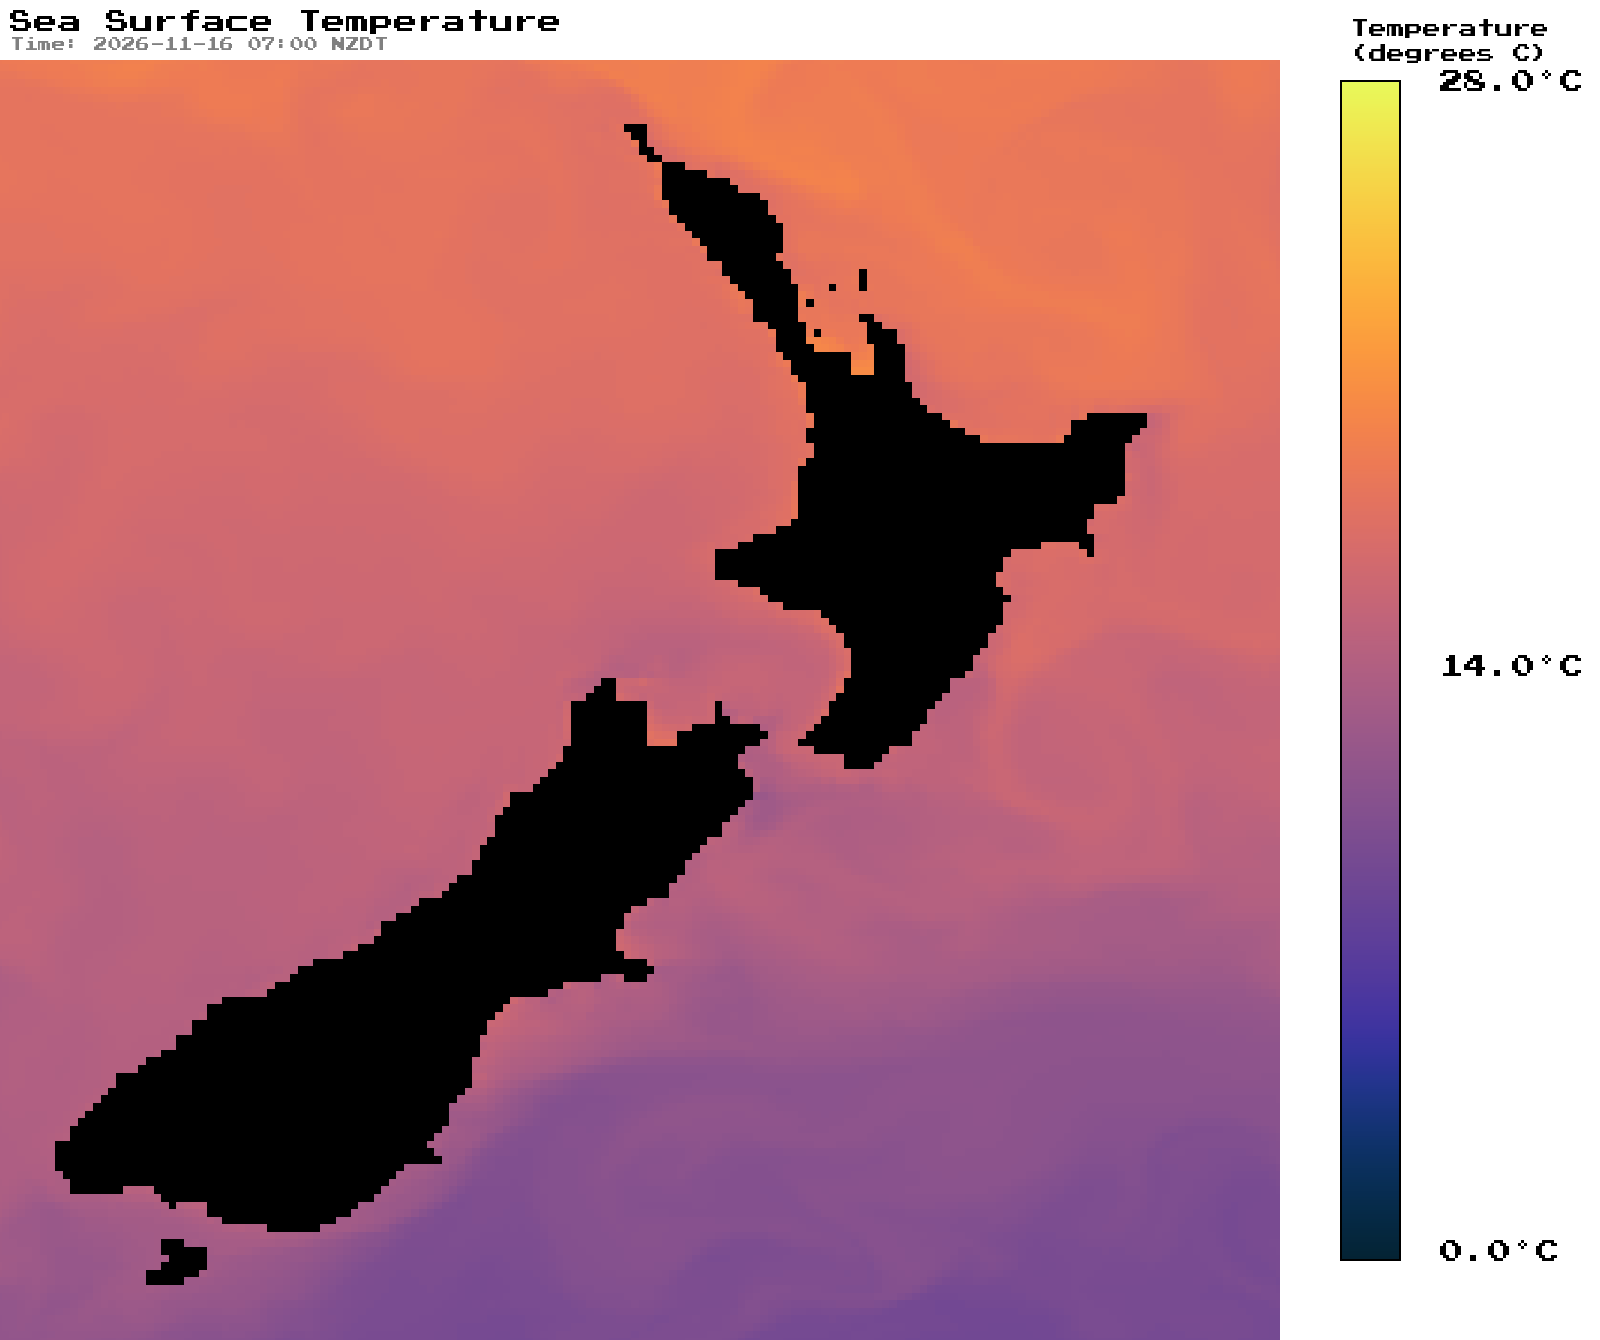 Sea Surface Temperature
Time: 2026-11-16 07:00 NZDT
Temperature
(degrees C)
28.0°C
14.0°C
0.0°C